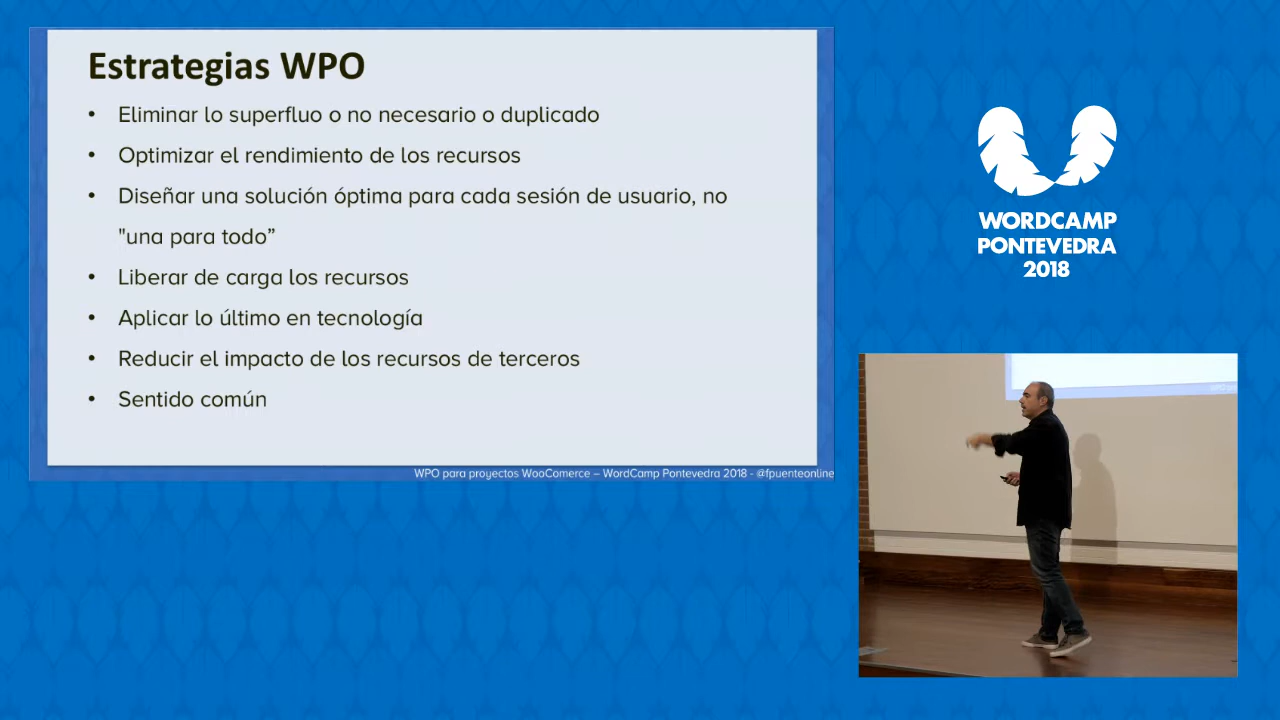 Estrategias WPO
• Eliminar lo superfluo o no necesario o duplicado
• Optimizar el rendimiento de los recursos
• Diseñar una solución óptima para cada sesión de usuario, no
"una para todo”
• Liberar de carga los recursos
• Aplicar lo último en tecnología
• Reducir el impacto de los recursos de terceros
• Sentido común
WPO para proyectos WooComerce – WordCamp Pontevedra 2018 - @fpuenteonline
WORDCAMP
PONTEVEDRA
2018